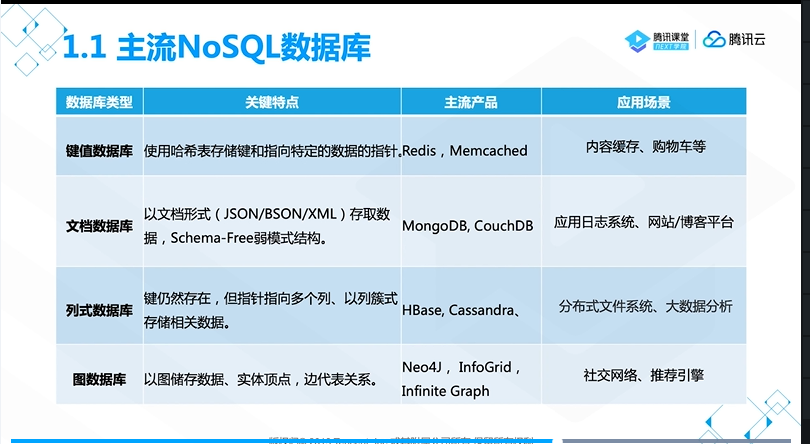 1.1 主流NoSQL数据库
腾讯课堂
NEXT学院
腾讯云
数据库类型 关键特点 主流产品 应用场景
键值数据库 使用哈希表存储键和指向特定的数据的指针。 Redis，Memcached 内容缓存、购物车等
文档数据库 以文档形式（JSON/BSON/XML）存取数
据，Schema-Free弱模式结构。 MongoDB, CouchDB 应用日志系统、网站/博客平台
列式数据库 键仍然存在，但指针指向多个列、以列簇式
存储相关数据。 HBase, Cassandra、 分布式文件系统、大数据分析
图数据库 以图储存数据、实体顶点，边代表关系。 Neo4J， InfoGrid，
Infinite Graph 社交网络、推荐引擎